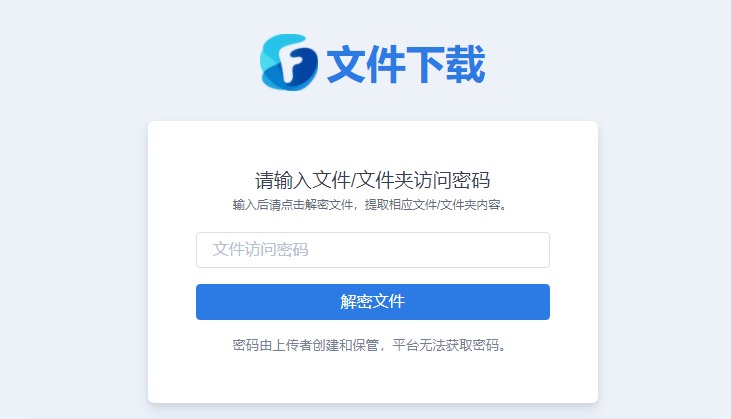 文件下载
请输入文件/文件夹访问密码
输入后请点击解密文件，提取相应文件/文件夹内容。
文件访问密码
解密文件
密码由上传者创建和保管，平台无法获取密码。